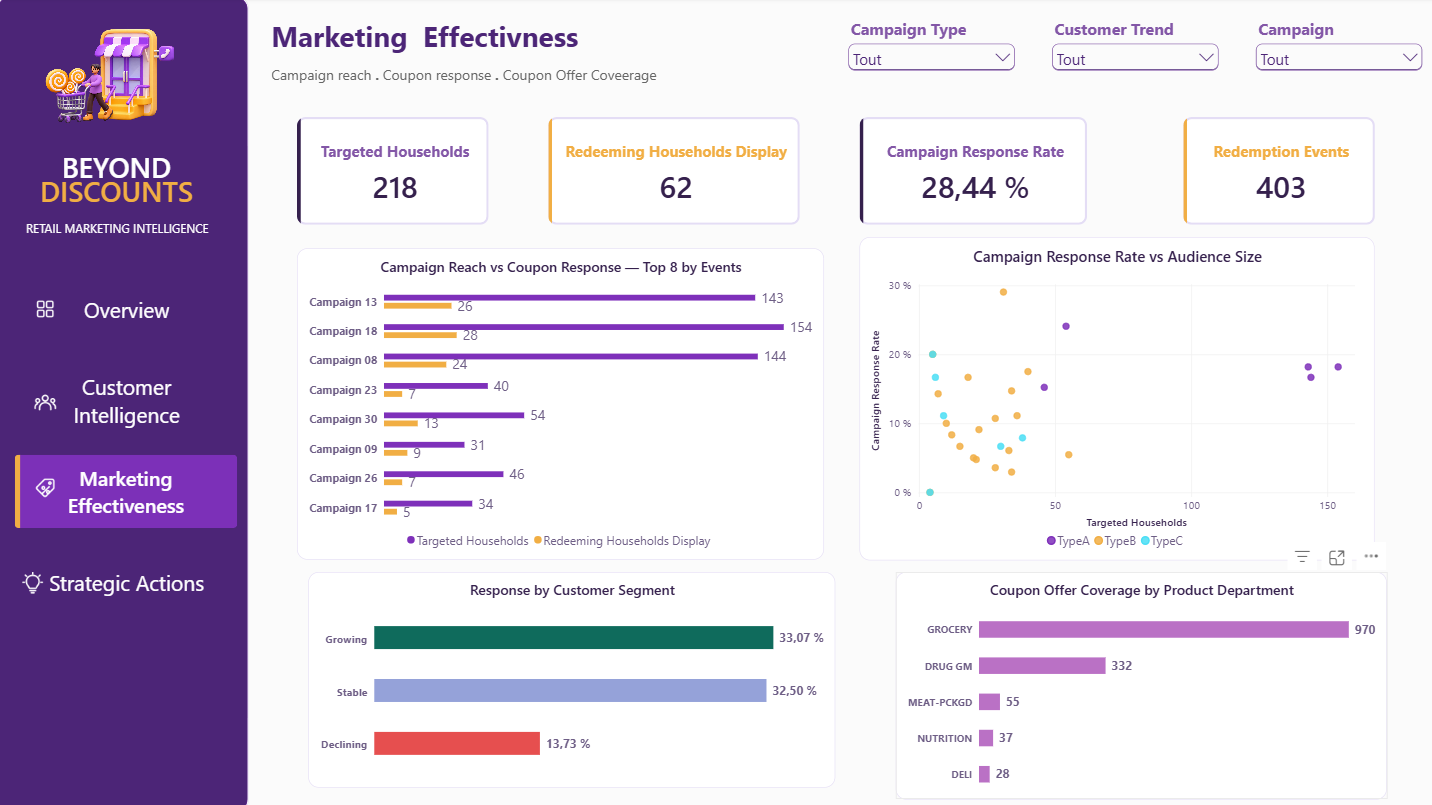 BEYOND
DISCOUNTS
RETAIL MARKETING INTELLIGENCE
Overview
Customer
Intelligence
Marketing
Effectiveness
Strategic Actions
Marketing Effectivness
Campaign reach . Coupon response . Coupon Offer Coveerage
Campaign Type
Tout
Customer Trend
Tout
Campaign
Tout
Targeted Households
218
Redeeming Households Display
62
Campaign Response Rate
28,44 %
Redemption Events
403
Campaign Reach vs Coupon Response — Top 8 by Events
Campaign 13
143
26
Campaign 18
154
28
Campaign 08
144
24
Campaign 23
40
7
Campaign 30
54
13
Campaign 09
31
9
Campaign 26
46
7
Campaign 17
34
5
Targeted Households Redeeming Households Display
Campaign Response Rate vs Audience Size
Campaign Response Rate
30 %
20 %
10 %
0 %
0 50 100 150
Targeted Households
TypeA TypeB TypeC
Response by Customer Segment
Growing 33,07 %
Stable 32,50 %
Declining 13,73 %
Coupon Offer Coverage by Product Department
GROCERY 970
DRUG GM 332
MEAT-PCKGD 55
NUTRITION 37
DELI 28